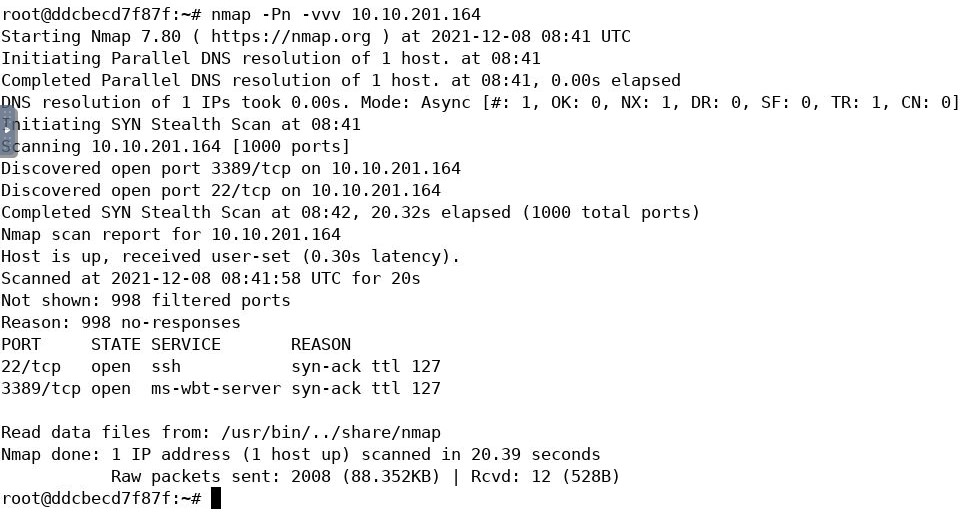 root@ddcbecd7f87f:~# nmap -Pn -vvv 10.10.201.164
Starting Nmap 7.80 ( https://nmap.org ) at 2021-12-08 08:41 UTC
Initiating Parallel DNS resolution of 1 host. at 08:41
Completed Parallel DNS resolution of 1 host. at 08:41, 0.00s elapsed
DNS resolution of 1 IPs took 0.00s. Mode: Async [#: 1, OK: 0, NX: 1, DR: 0, SF: 0, TR: 1, CN: 0]
Initiating SYN Stealth Scan at 08:41
Scanning 10.10.201.164 [1000 ports]
Discovered open port 3389/tcp on 10.10.201.164
Discovered open port 22/tcp on 10.10.201.164
Completed SYN Stealth Scan at 08:42, 20.32s elapsed (1000 total ports)
Nmap scan report for 10.10.201.164
Host is up, received user-set (0.30s latency).
Scanned at 2021-12-08 08:41:58 UTC for 20s
Not shown: 998 filtered ports
Reason: 998 no-responses
PORT     STATE SERVICE       REASON
22/tcp   open  ssh           syn-ack ttl 127
3389/tcp open  ms-wbt-server syn-ack ttl 127
Read data files from: /usr/bin/../share/nmap
Nmap done: 1 IP address (1 host up) scanned in 20.39 seconds
           Raw packets sent: 2008 (88.352KB) | Rcvd: 12 (528B)
root@ddcbecd7f87f:~#